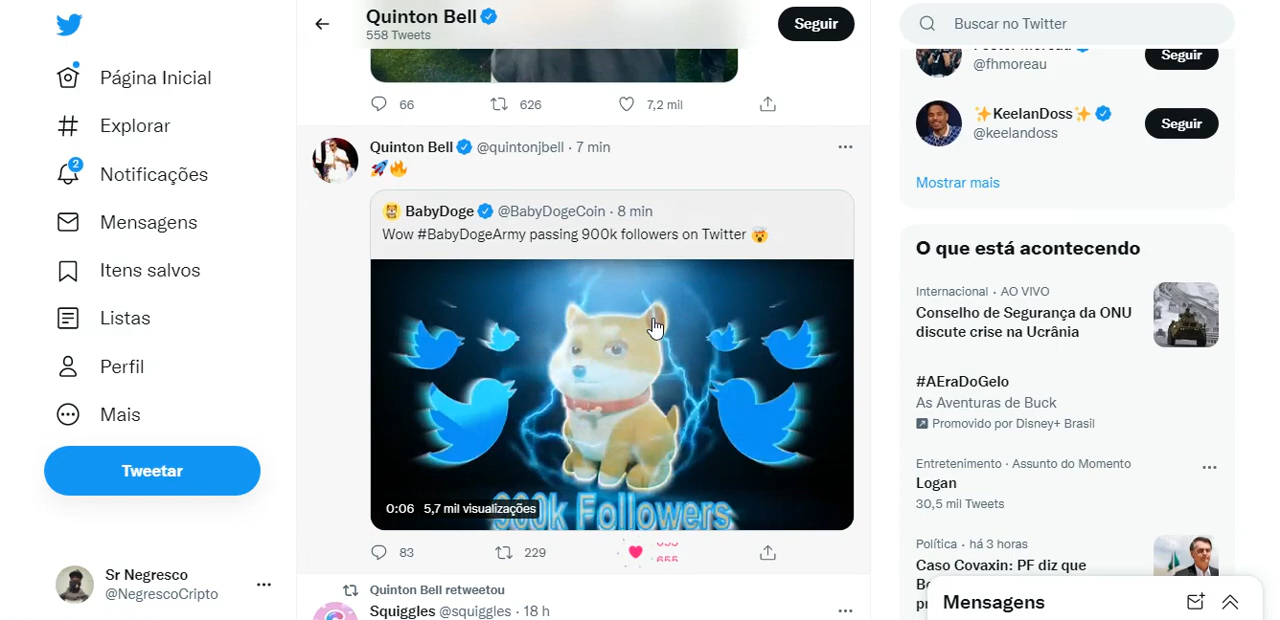 Página Inicial
Explorar
2
Notificações
Mensagens
Itens salvos
Listas
Perfil
Mais
Tweetar
Sr Negresco
@NegrescoCripto
Quinton Bell
558 Tweets
Seguir
66
626
7,2 mil
Quinton Bell @quintonjbell · 7 min
🚀🔥
BabyDoge @BabyDogeCoin · 8 min
Wow #BabyDogeArmy passing 900k followers on Twitter 🤯
900k Followers
0:06 5,7 mil visualizações
83
229
655
Quinton Bell retweetou
Squiggles @squiggles · 18 h
Buscar no Twitter
@fhmoreau
Seguir
✨KeelanDoss✨
@keelandoss
Seguir
Mostrar mais
O que está acontecendo
Internacional · AO VIVO
Conselho de Segurança da ONU
discute crise na Ucrânia
#AEraDoGelo
As Aventuras de Buck
Promovido por Disney+ Brasil
Entretenimento · Assunto do Momento
Logan
30,5 mil Tweets
Política · há 3 horas
Caso Covaxin: PF diz que
Mensagens